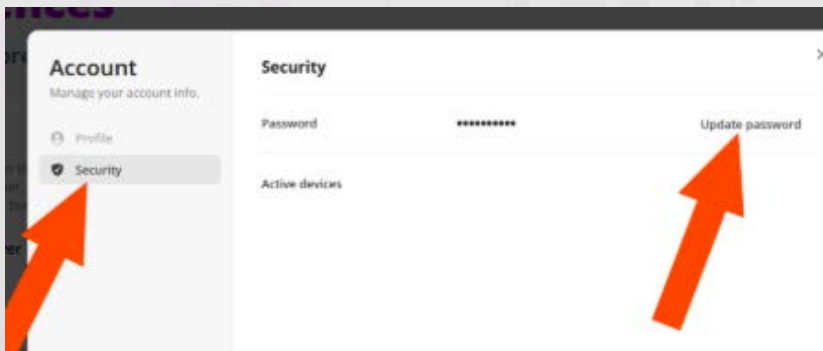 Account
Manage your account info.
Profile
Security
Security
Password
••••••••••
Update password
Active devices